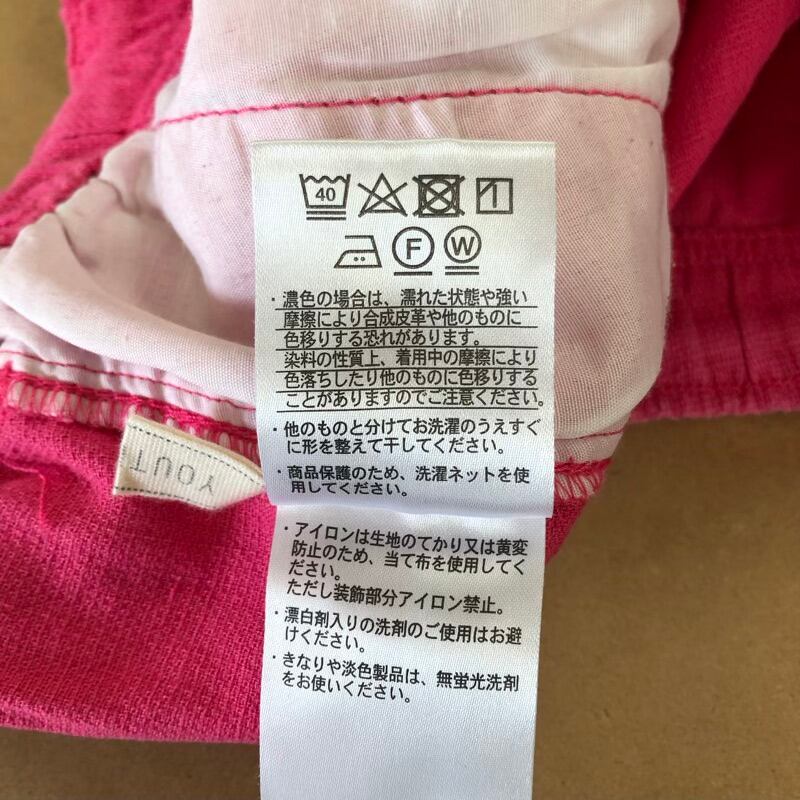 40
F W
・濃色の場合は、濡れた状態や強い
摩擦により合成皮革や他のものに
色移りする恐れがあります。
染料の性質上、着用中の摩擦により
色落ちしたり他のものに色移りする
ことがありますのでご注意ください。
・他のものと分けてお洗濯のうえすぐ
に形を整えて干してください。
・商品保護のため、洗濯ネットを使
用してください。
YOUT
・アイロンは生地のてかり又は黄変
防止のため、当て布を使用してく
ださい。
ただし装飾部分アイロン禁止。
・漂白剤入りの洗剤のご使用はお避
けください。
・きなりや淡色製品は、無蛍光洗剤
をお使いください。